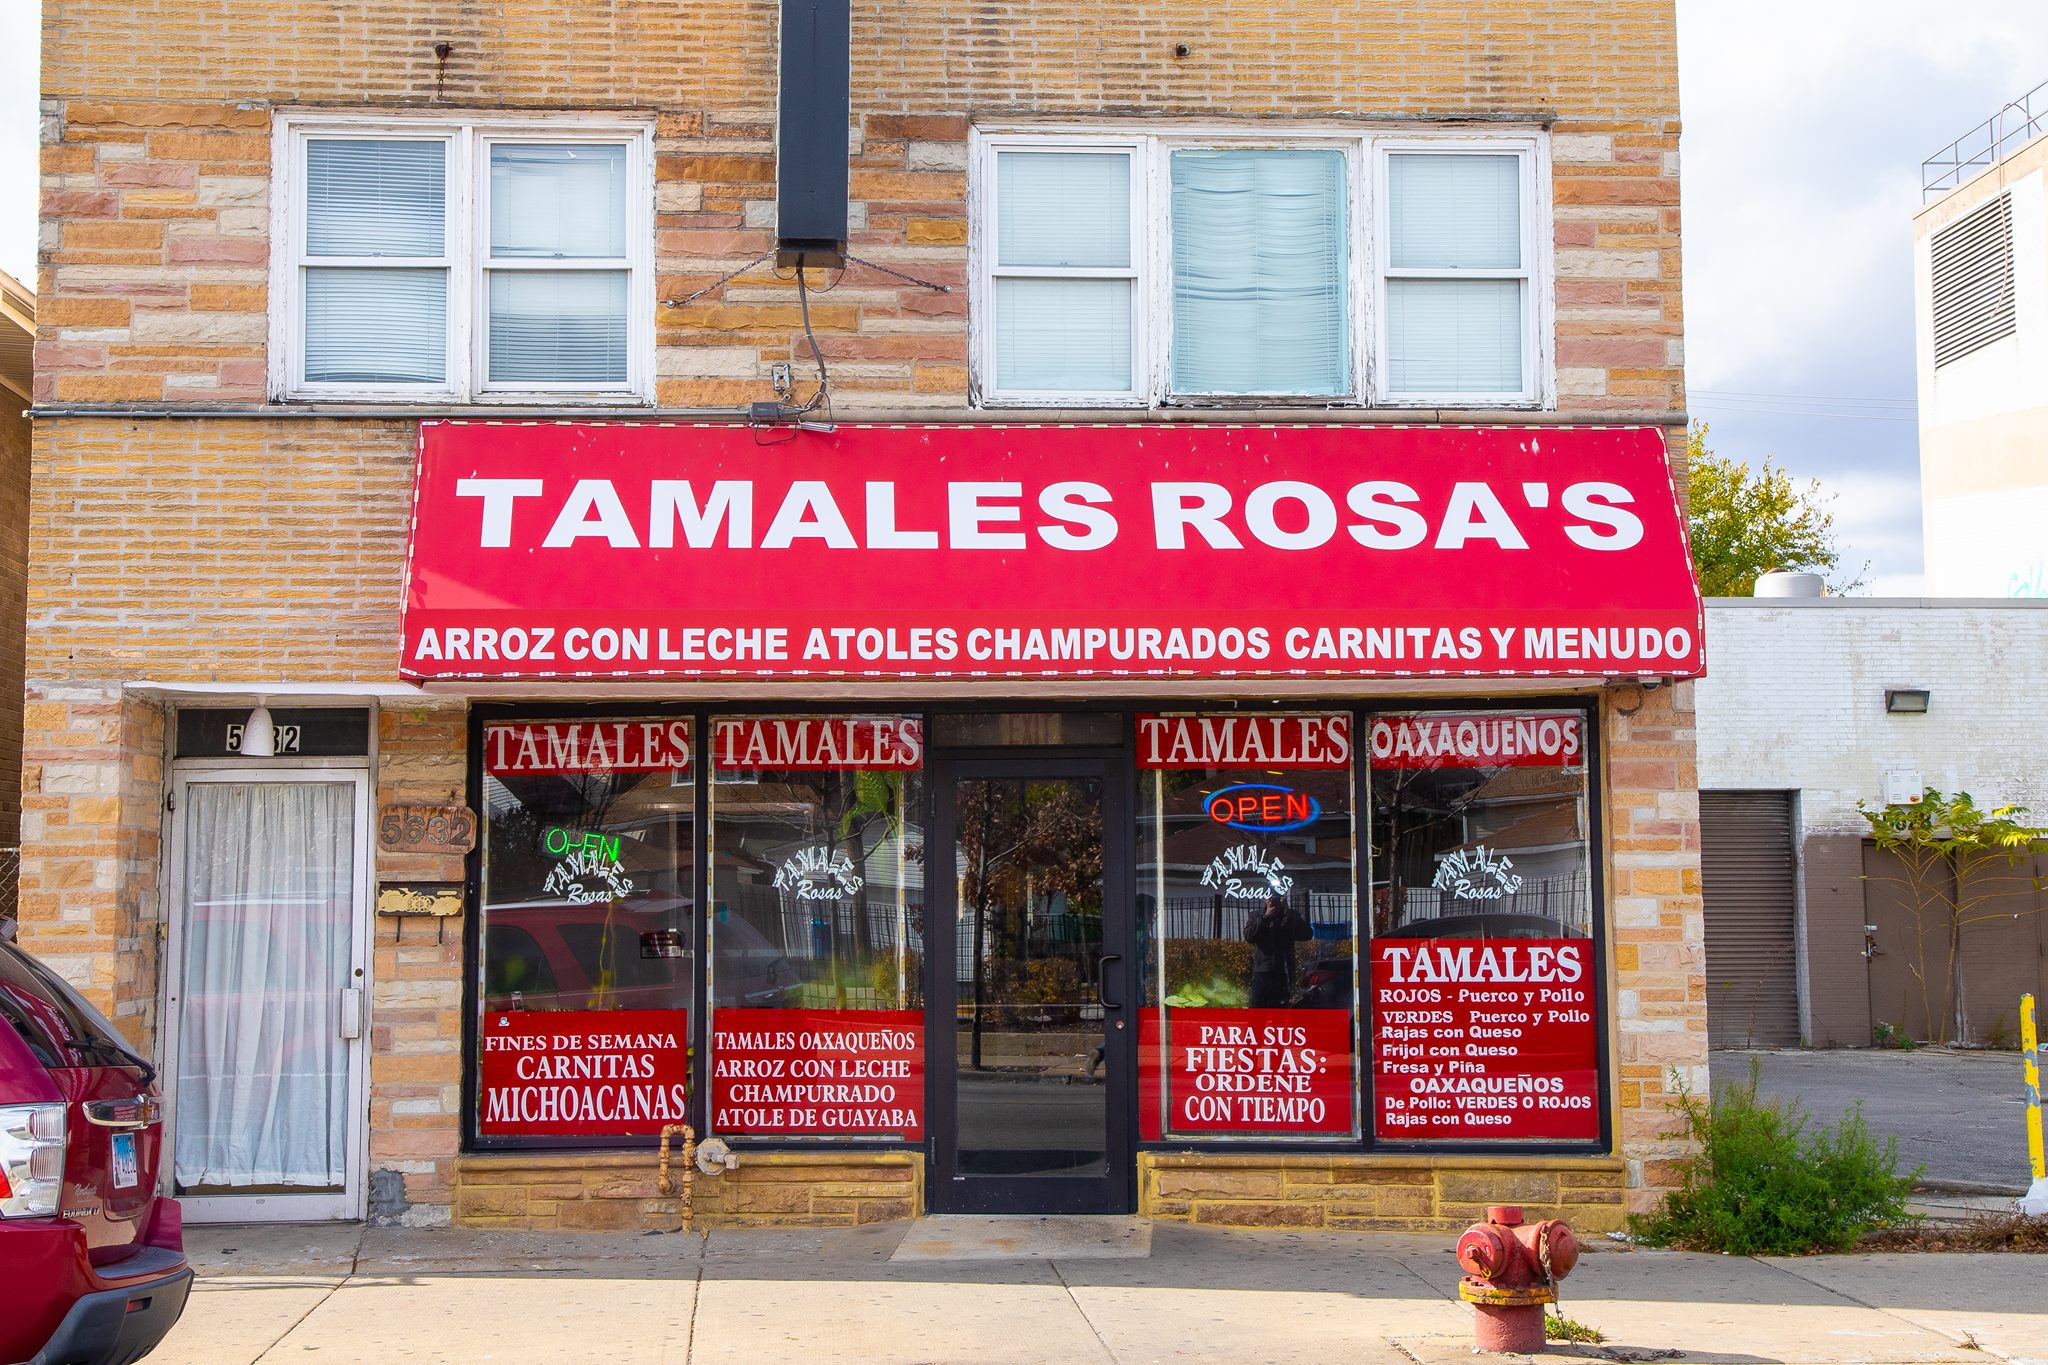 TAMALES ROSA'S
ARROZ CON LECHE ATOLES CHAMPURADOS CARNITAS Y MENUDO
5632
TAMALES
TAMALES
TAMALES
OAXAQUEÑOS
5632
OPEN
TAMALES
Rosas
TAMALES
Rosas
OPEN
TAMALES
Rosas
TAMALES
Rosas
FINES DE SEMANA
CARNITAS
MICHOACANAS
TAMALES OAXAQUEÑOS
ARROZ CON LECHE
CHAMPURRADO
ATOLE DE GUAYABA
PARA SUS
FIESTAS:
ORDENE
CON TIEMPO
TAMALES
ROJOS - Puerco y Pollo
VERDES Puerco y Pollo
Rajas con Queso
Frijol con Queso
Fresa y Piña
OAXAQUEÑOS
De Pollo: VERDES O ROJOS
Rajas con Queso
EQUINOX LT